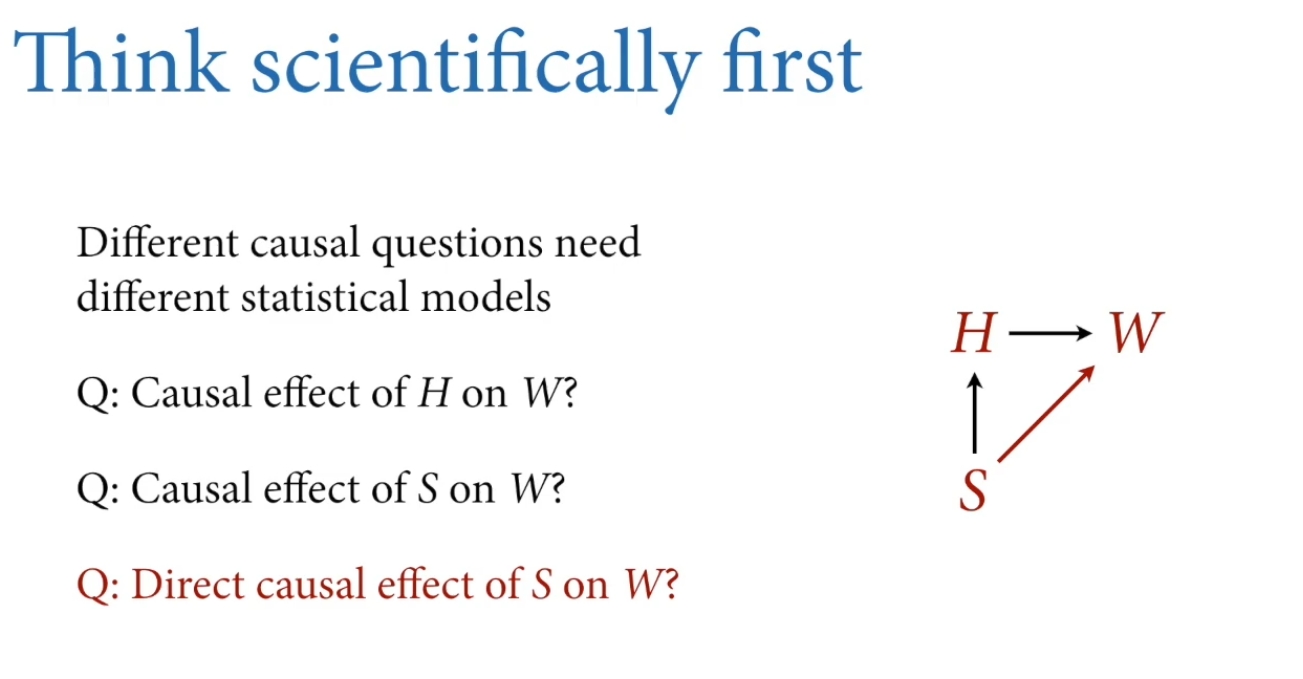 Think scientifically first
Different causal questions need
different statistical models
Q: Causal effect of H on W?
Q: Causal effect of S on W?
Q: Direct causal effect of S on W?
H W
S